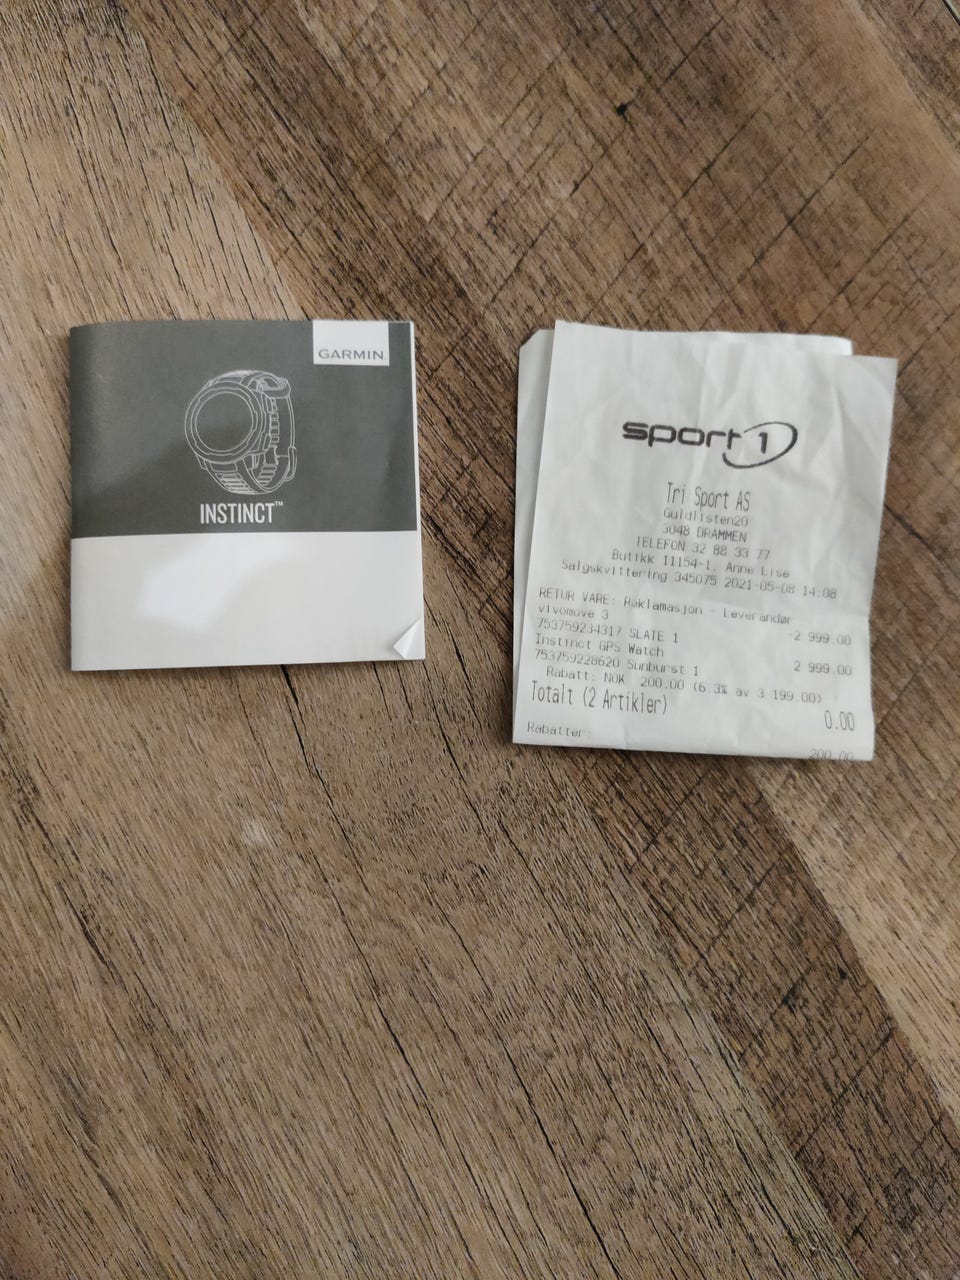 GARMIN
INSTINCT™
sport 1
Tri Sport AS
Guldlisten20
3048 DRAMMEN
TELEFON 32 88 33 77
Butikk 11154-1, Anne Lise
Salgskvittering 345075 2021-05-08 14:08
RETUR VARE: Reklamasjon - Leverandør
vivomove 3 -2 999.00
753759234317 SLATE 1
Instinct GPS Watch 2 999.00
753759228620 Sunburst 1
Rabatt: NOK 200.00 (6.3% av 3 199.00)
Totalt (2 Artikler) 0.00
Rabatter: 200.00